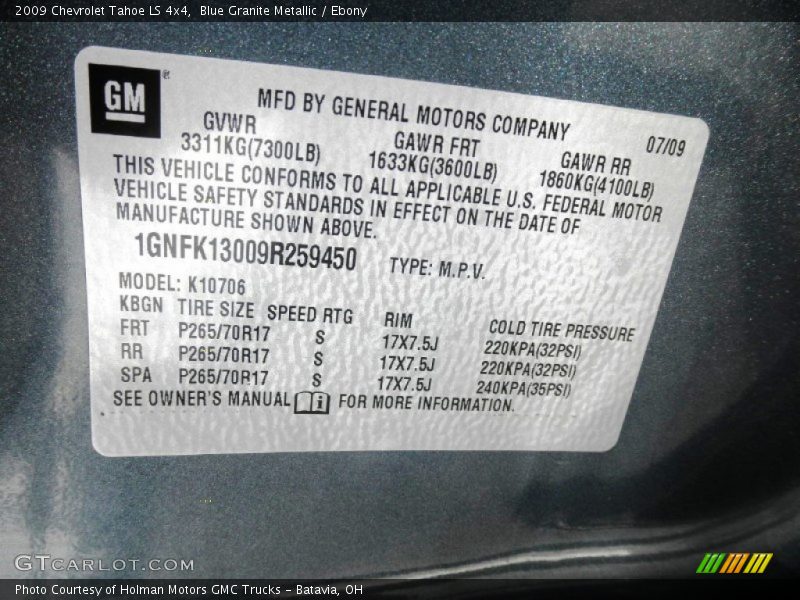 2009 Chevrolet Tahoe LS 4x4, Blue Granite Metallic / Ebony
GM®
MFD BY GENERAL MOTORS COMPANY
07/09
GVWR GAWR FRT GAWR RR
3311KG(7300LB) 1633KG(3600LB) 1860KG(4100LB)
THIS VEHICLE CONFORMS TO ALL APPLICABLE U.S. FEDERAL MOTOR
VEHICLE SAFETY STANDARDS IN EFFECT ON THE DATE OF
MANUFACTURE SHOWN ABOVE.
1GNFK13009R259450 TYPE: M.P.V.
MODEL: K10706
KBGN TIRE SIZE SPEED RTG RIM COLD TIRE PRESSURE
FRT P265/70R17 S 17X7.5J 220KPA(32PSI)
RR P265/70R17 S 17X7.5J 220KPA(32PSI)
SPA P265/70R17 S 17X7.5J 240KPA(35PSI)
SEE OWNER'S MANUAL i FOR MORE INFORMATION.
GTCARLOT.COM
Photo Courtesy of Holman Motors GMC Trucks - Batavia, OH